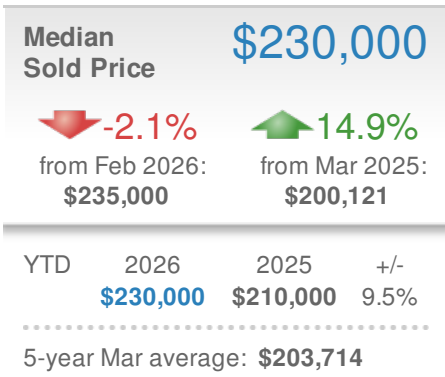 Median $230,000
Sold Price
-2.1% 14.9%
from Feb 2026: from Mar 2025:
$235,000 $200,121
YTD 2026 2025 +/-
$230,000 $210,000 9.5%
5-year Mar average: $203,714